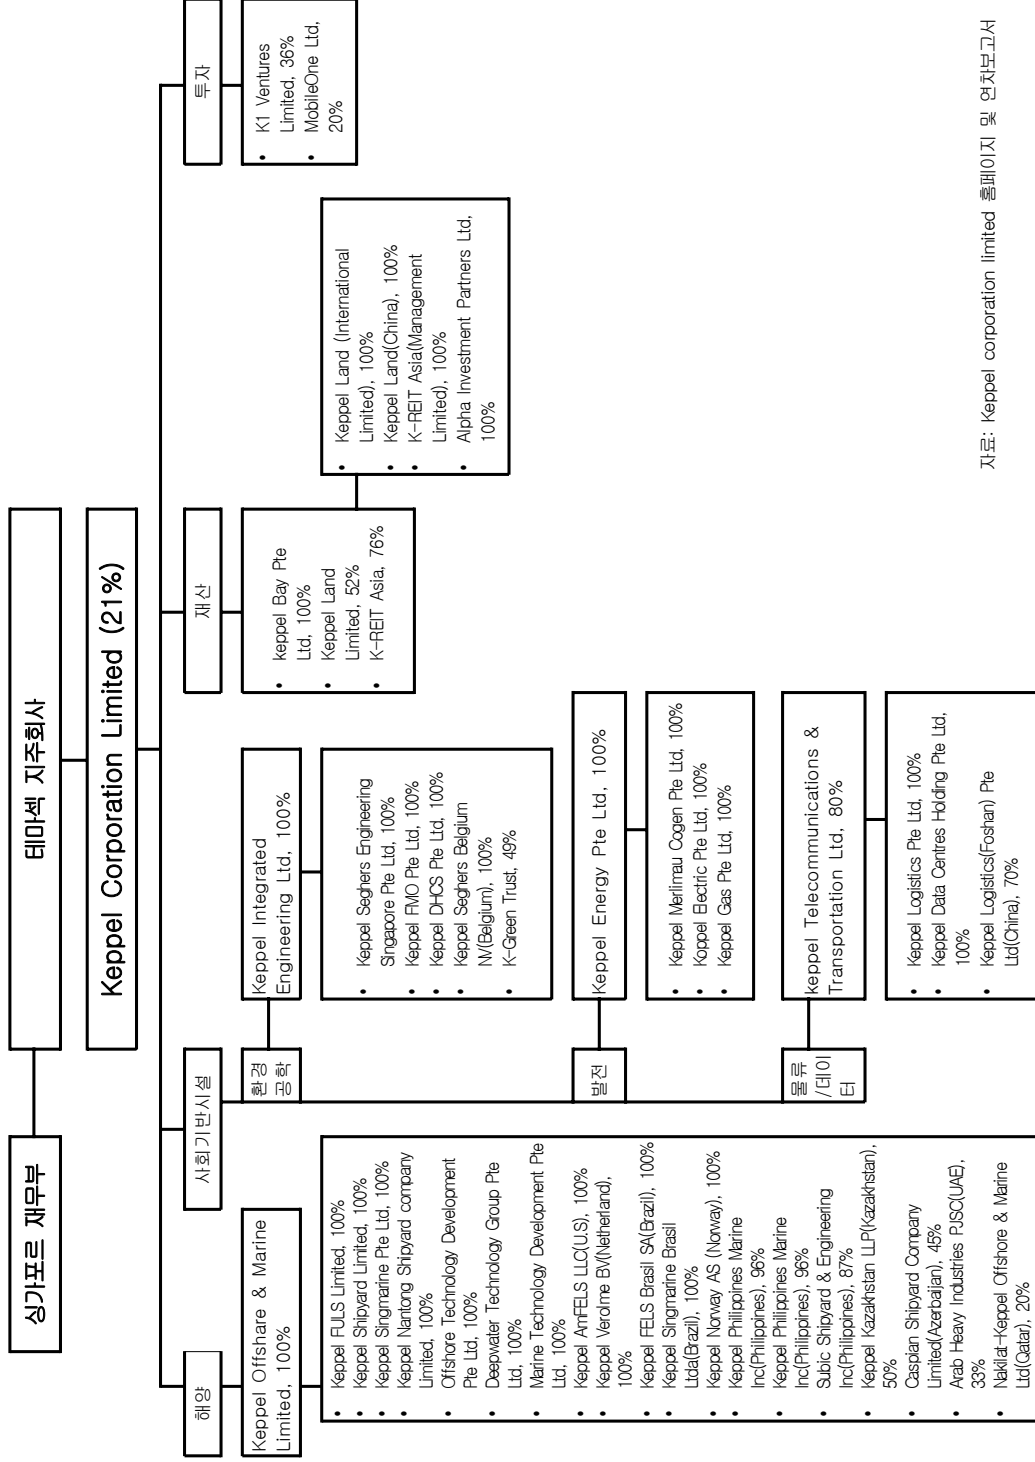 싱가포르 재무부
테마섹 지주회사
Keppel Corporation Limited (21%)
해양
Keppel Offshare & Marine
Limited, 100%
• Keppel FULS Limited, 100%
• Keppel Shipyard Limited, 100%
• Keppel Singmarine Pte Ltd, 100%
• Keppel Nantong Shipyard company
Limited, 100%
• Offshore Technology Development
Pte Ltd, 100%
• Deepwater Technology Group Pte
Ltd, 100%
• Marine Technology Development Pte
Ltd, 100%
• Keppel AmFELS LLC(U.S), 100%
• Keppel Verolme BV(Netherland),
100%
• Keppel FELS Brasil SA(Brazil), 100%
• Keppel Singmarine Brasil
Ltda(Brazil), 100%
• Keppel Norway AS (Norway), 100%
• Keppel Philippines Marine
Inc(Philippines), 96%
• Keppel Philippines Marine
Inc(Philippines), 96%
• Subic Shipyard & Engineering
Inc(Philippines), 87%
• Keppel Kazakhstan LLP(Kazakhstan),
50%
• Caspian Shipyard Company
Limited(Azerbaijan), 45%
• Arab Heavy Industries PJSC(UAE),
33%
• Nakilat-Keppel Offshore & Marine
Ltd(Qatar), 20%
사회기반시설
환경
공학
Keppel Integrated
Engineering Ltd, 100%
• Keppel Seghers Engineering
Singapore Pte Ltd, 100%
• Keppel FMO Pte Ltd, 100%
• Keppel DHCS Pte Ltd, 100%
• Keppel Seghers Belgium
NV(Belgium), 100%
• K-Green Trust, 49%
발전
Keppel Energy Pte Ltd, 100%
• Keppel Merlimau Cogen Pte Ltd, 100%
• Koppel Electric Pte Ltd, 100%
• Keppel Gas Pte Ltd, 100%
물류
/데이
터
keppel Telecommunications &
Transportation Ltd, 80%
• Keppel Logistics Pte Ltd, 100%
• Keppel Data Centres Holding Pte Ltd,
100%
• Keppel Logistics(Foshan) Pte
Ltd(China), 70%
재산
• keppel Bay Pte
Ltd, 100%
• Keppel Land
Limited, 52%
• K-REIT Asia, 76%
• Keppel Land (International
Limited), 100%
• Keppel Land(China), 100%
• K-REIT Asia(Management
Limited), 100%
• Alpha Investment Partners Ltd,
100%
투자
• K1 Ventures
Limited, 36%
• MobileOne Ltd,
20%
자료: Keppel corporation limited 홈페이지 및 연차보고서